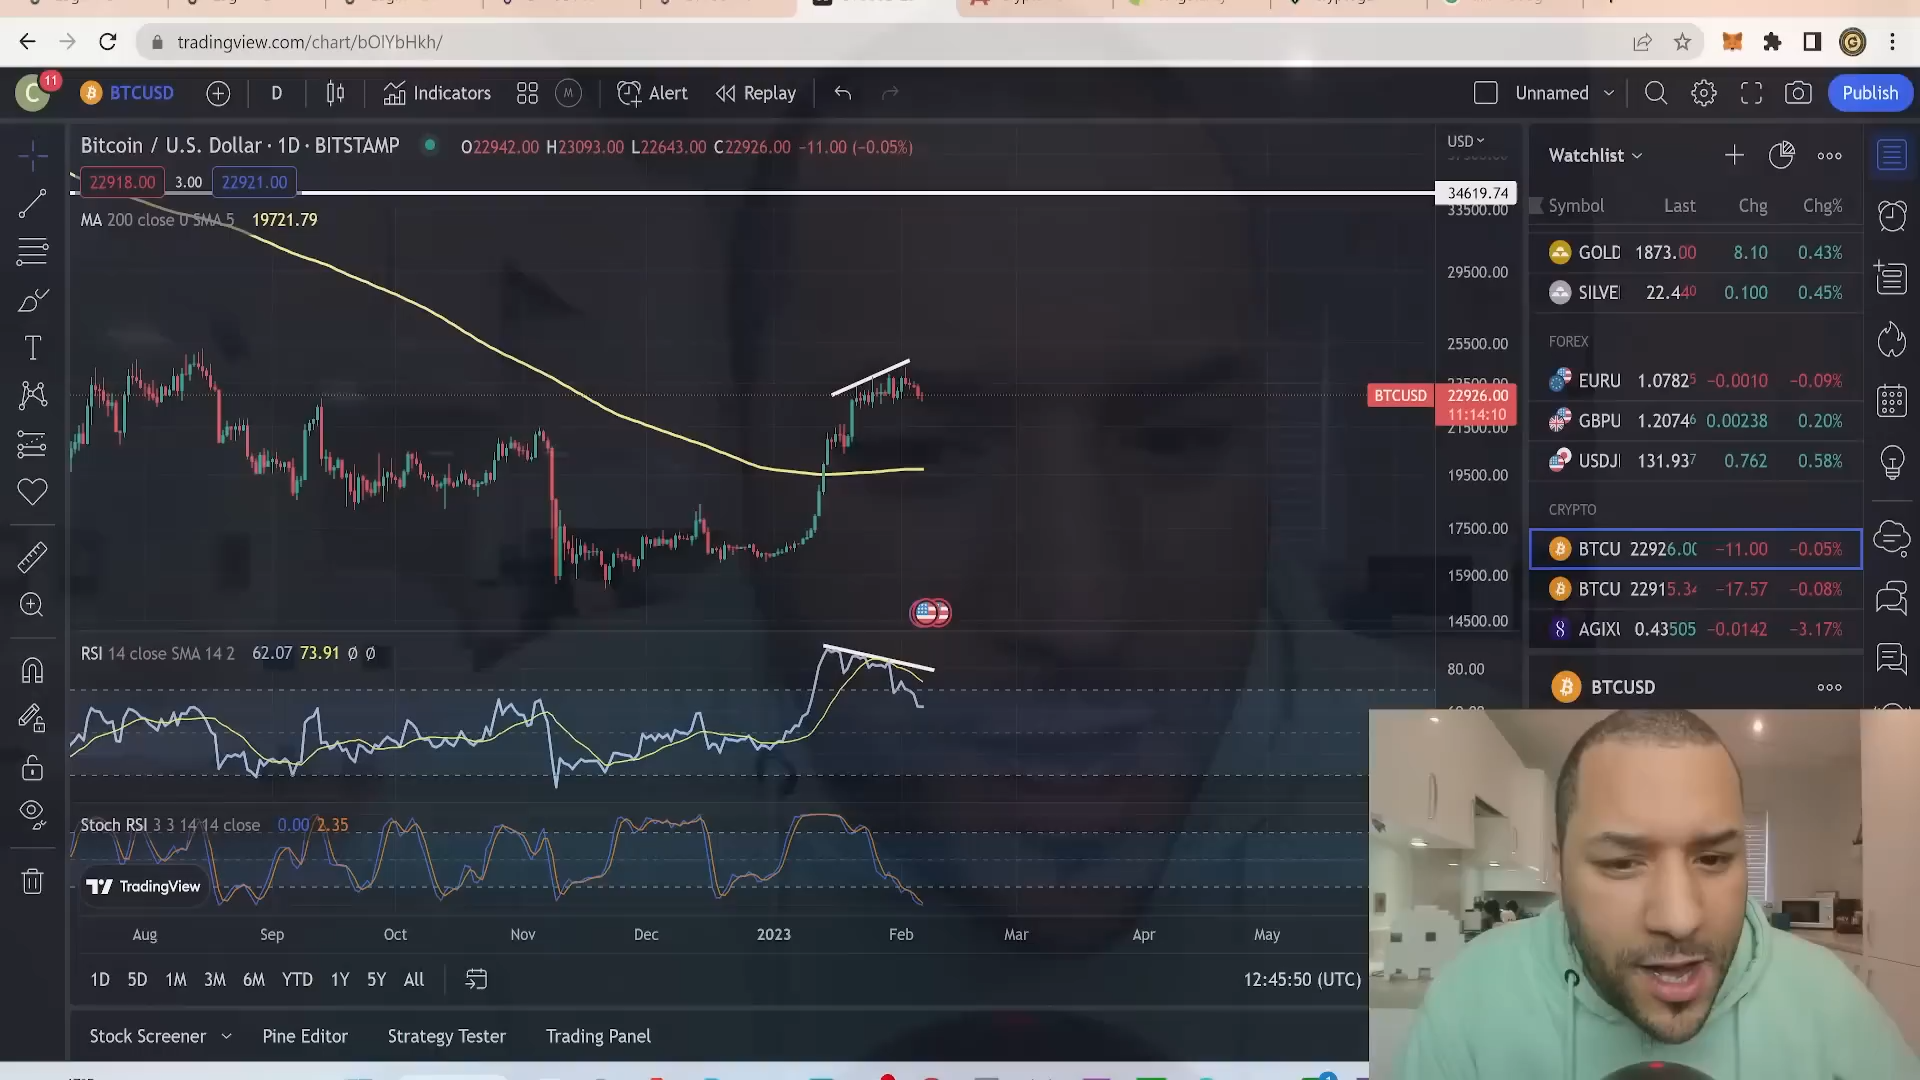 tradingview.com/chart/bOlYbHkh/
C 11 BTCUSD D Indicators M Alert Replay Unnamed Publish
Bitcoin / U.S. Dollar · 1D · BITSTAMP O22942.00 H23093.00 L22643.00 C22926.00 −11.00 (−0.05%)
22918.00 3.00 22921.00
MA 200 close 0 SMA 5 19721.79
USD
34619.74
33500.00
29500.00
25500.00
BTCUSD 22926.00
11:14:10
21500.00
19500.00
17500.00
15900.00
14500.00
RSI 14 close SMA 14 2 62.07 73.91 Ø Ø
80.00
Stoch RSI 3 3 14 14 close 0.00 2.35
TradingView
Aug Sep Oct Nov Dec 2023 Feb Mar Apr May
1D 5D 1M 3M 6M YTD 1Y 5Y All 12:45:50 (UTC)
Stock Screener Pine Editor Strategy Tester Trading Panel
Watchlist
Symbol Last Chg Chg%
GOLD 1873.00 8.10 0.43%
SILVE 22.440 0.100 0.45%
FOREX
EURU 1.07825 −0.0010 −0.09%
GBPU 1.20746 0.00238 0.20%
USDJ 131.937 0.762 0.58%
CRYPTO
BTCU 22926.00 −11.00 −0.05%
BTCU 22915.34 −17.57 −0.08%
AGIXU 0.43505 −0.0142 −3.17%
BTCUSD